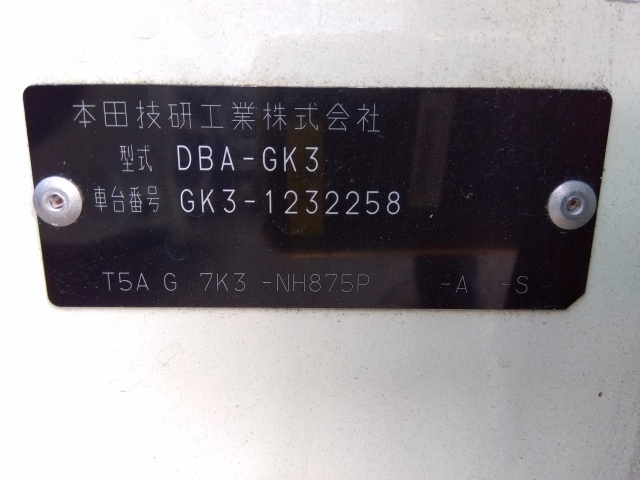 本田技研工業株式会社
型式 DBA-GK3
車台番号 GK3-1232258
T5A G 7K3 -NH875P -A -S